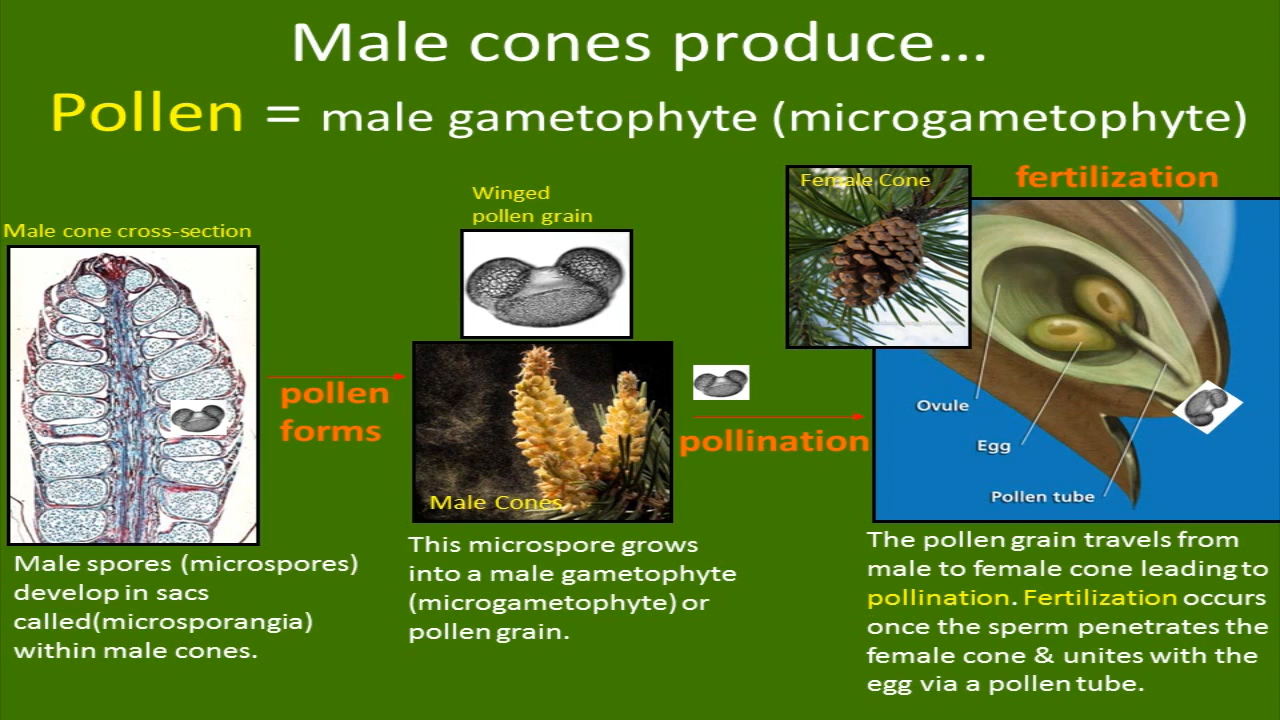 Male cones produce...
Pollen = male gametophyte (microgametophyte)
Male cone cross-section
Winged
pollen grain
Female Cone
fertilization
pollen
forms
Male Cones
pollination
Ovule
Egg
Pollen tube
Male spores (microspores)
develop in sacs
called(microsporangia)
within male cones.
This microspore grows
into a male gametophyte
(microgametophyte) or
pollen grain.
The pollen grain travels from
male to female cone leading to
pollination. Fertilization occurs
once the sperm penetrates the
female cone & unites with the
egg via a pollen tube.